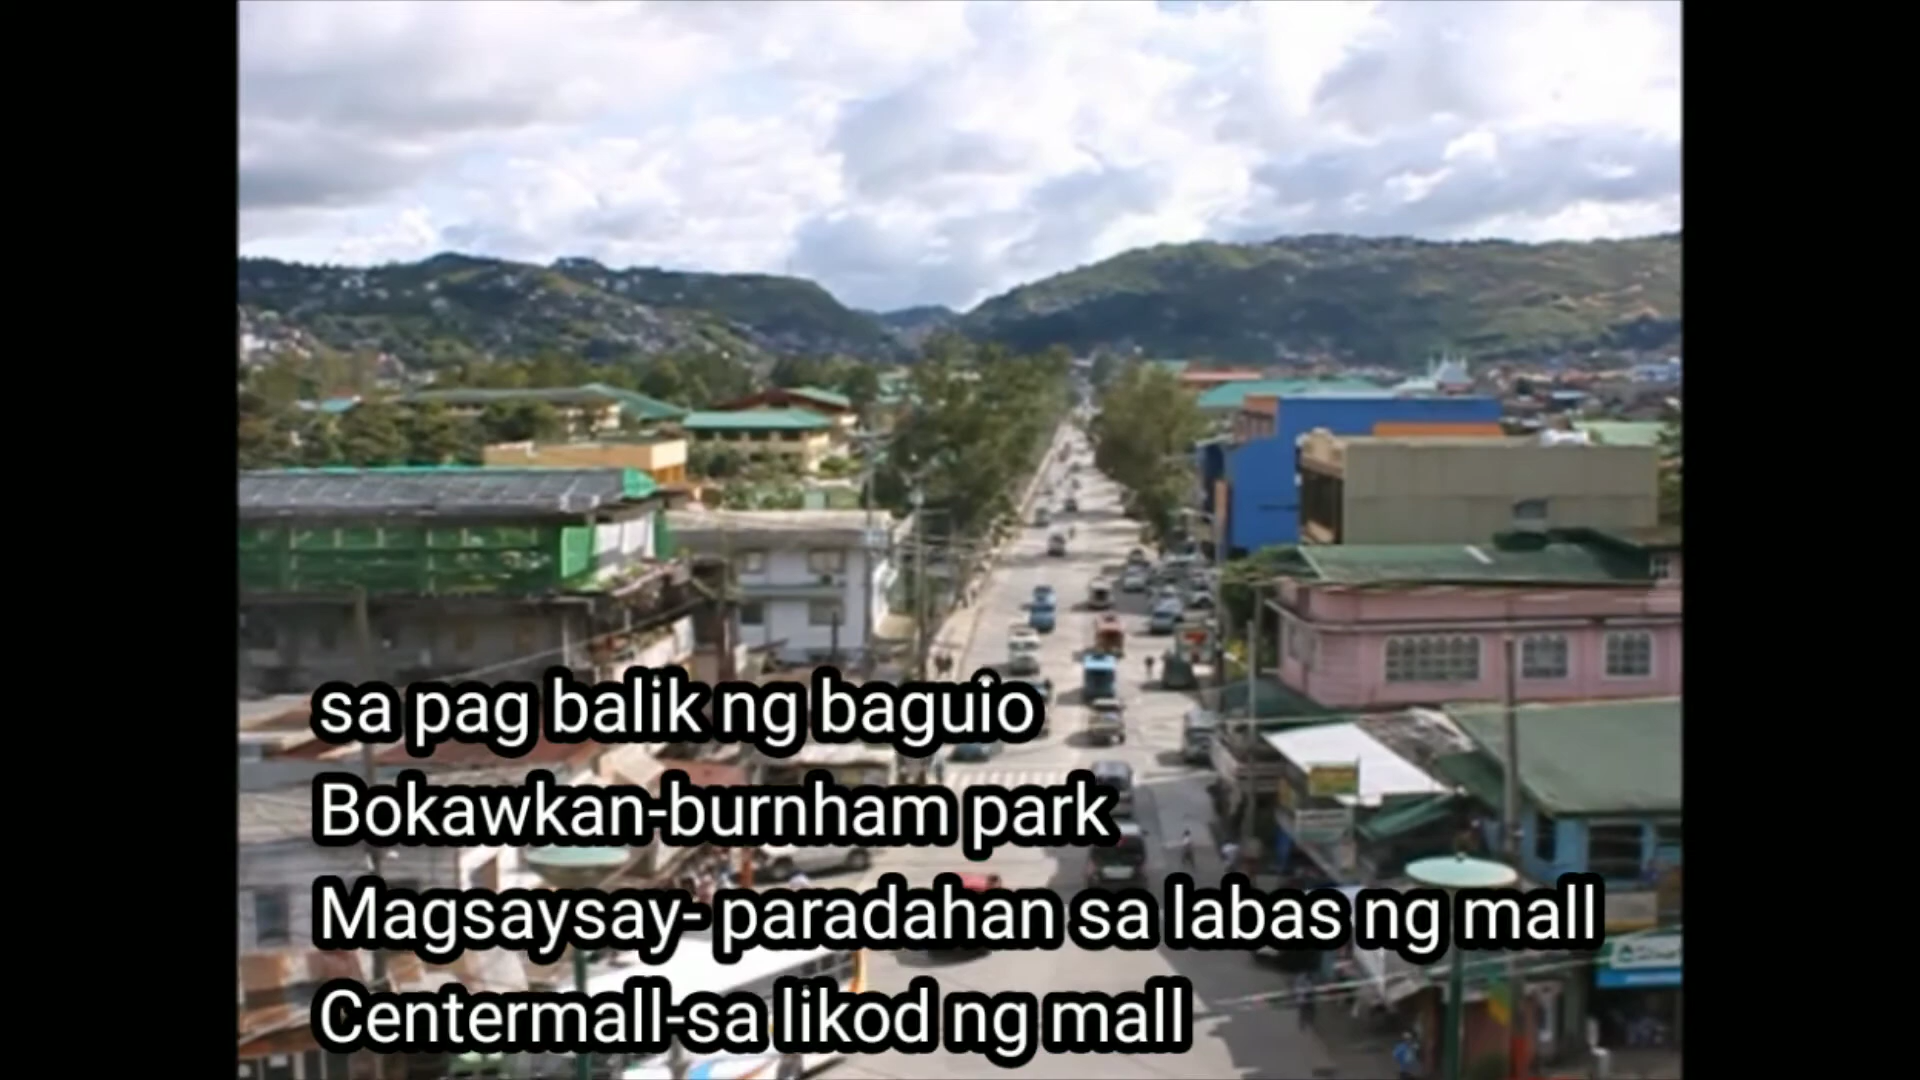 sa pag balik ng baguio
Bokawkan-burnham park
Magsaysay- paradahan sa labas ng mall
Centermall-sa likod ng mall